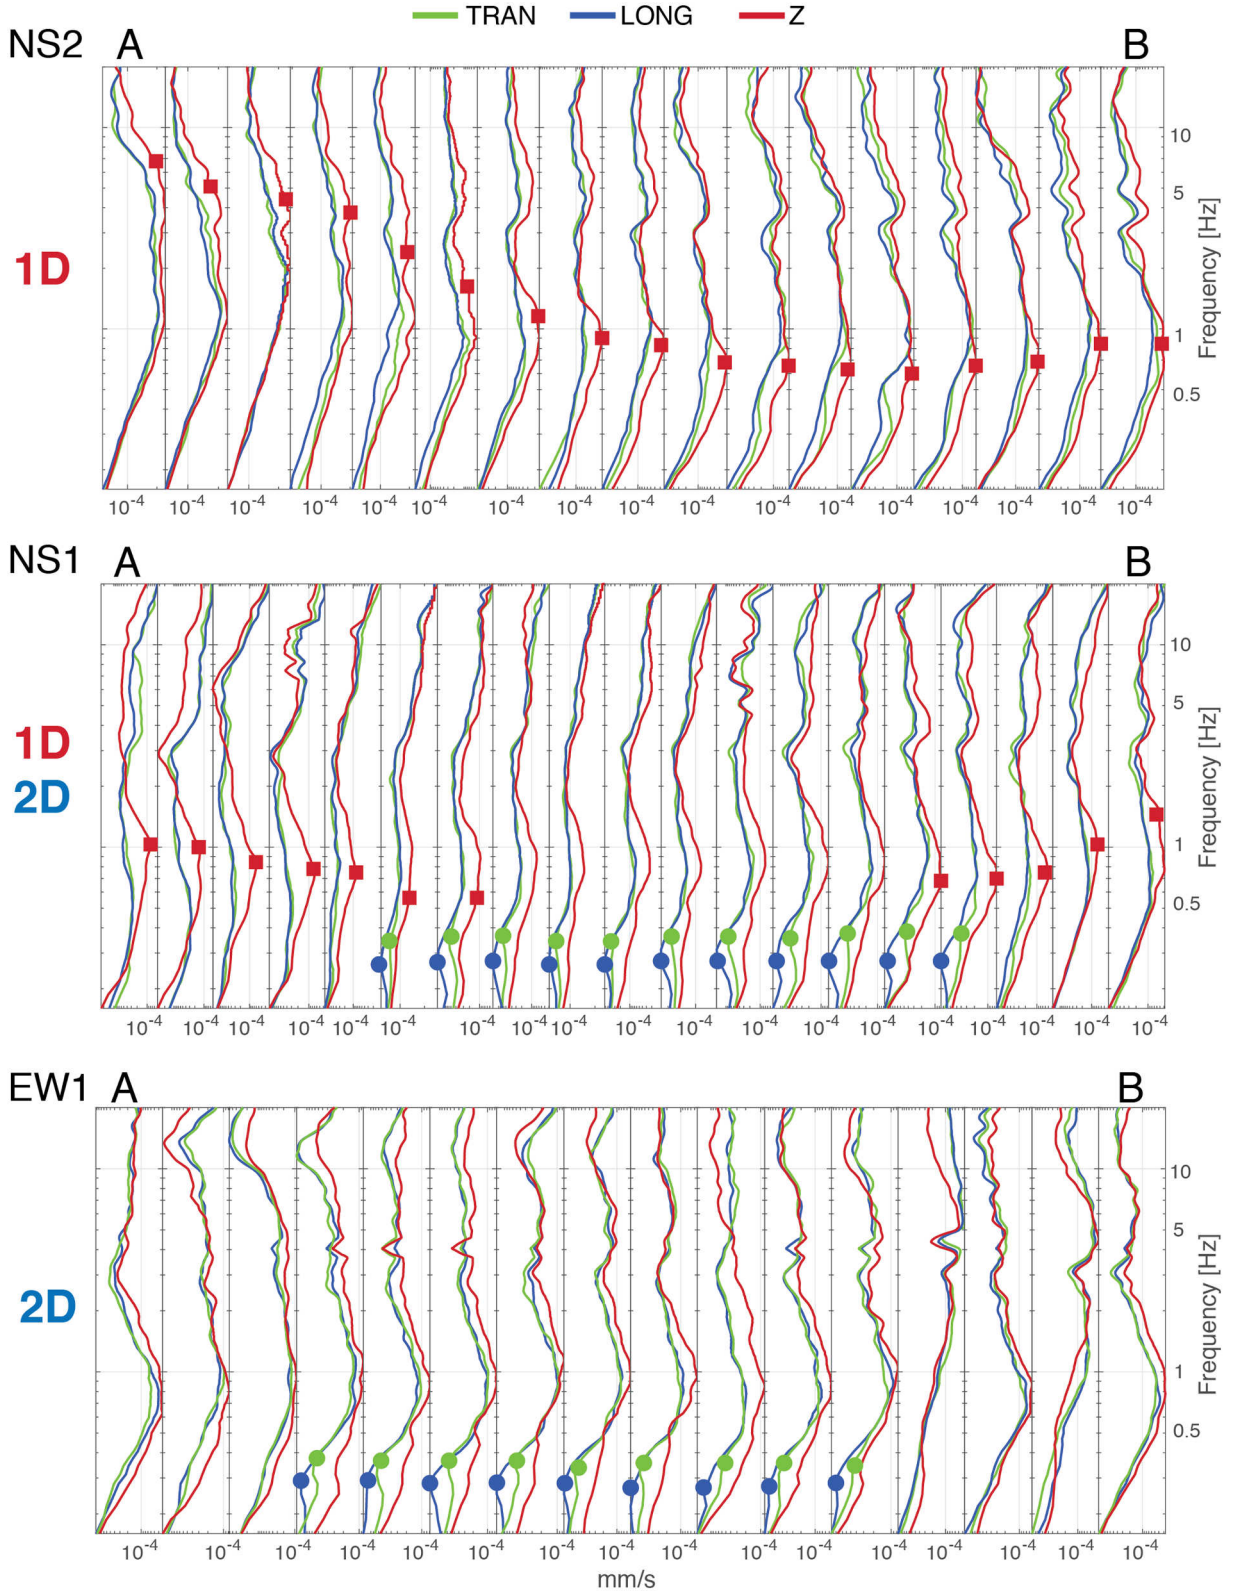 TRAN LONG Z
NS2 A B
10
5
1D
1
0.5
Frequency [Hz]
10-4 10-4 10-4 10-4 10-4 10-4 10-4 10-4 10-4 10-4 10-4 10-4 10-4 10-4 10-4 10-4 10-4
NS1 A B
10
5
1D
2D
1
0.5
Frequency [Hz]
10-4 10-4 10-4 10-4 10-4 10-4 10-4 10-4 10-4 10-4 10-4 10-4 10-4 10-4 10-4 10-4 10-4 10-4
EW1 A B
10
5
2D
1
0.5
Frequency [Hz]
10-4 10-4 10-4 10-4 10-4 10-4 10-4 10-4 10-4 10-4 10-4 10-4 10-4 10-4 10-4 10-4
mm/s